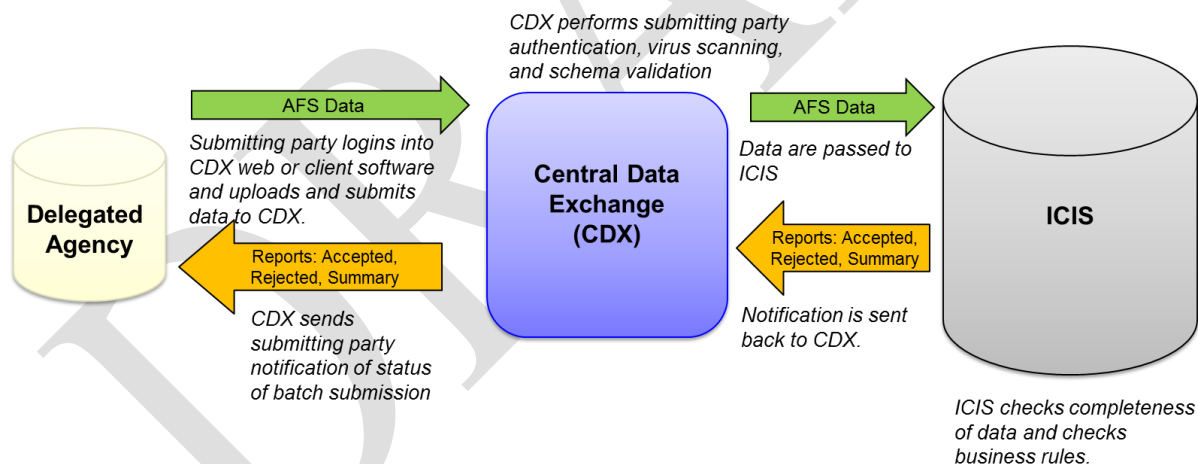 CDX performs submitting party
authentication, virus scanning,
and schema validation
AFS Data
Submitting party logins into
CDX web or client software
and uploads and submits
data to CDX.
Delegated
Agency
Reports: Accepted,
Rejected, Summary
CDX sends
submitting party
notification of status
of batch submission
Central Data
Exchange
(CDX)
AFS Data
Data are passed to
ICIS
Reports: Accepted,
Rejected, Summary
Notification is sent
back to CDX.
ICIS
ICIS checks completeness
of data and checks
business rules.